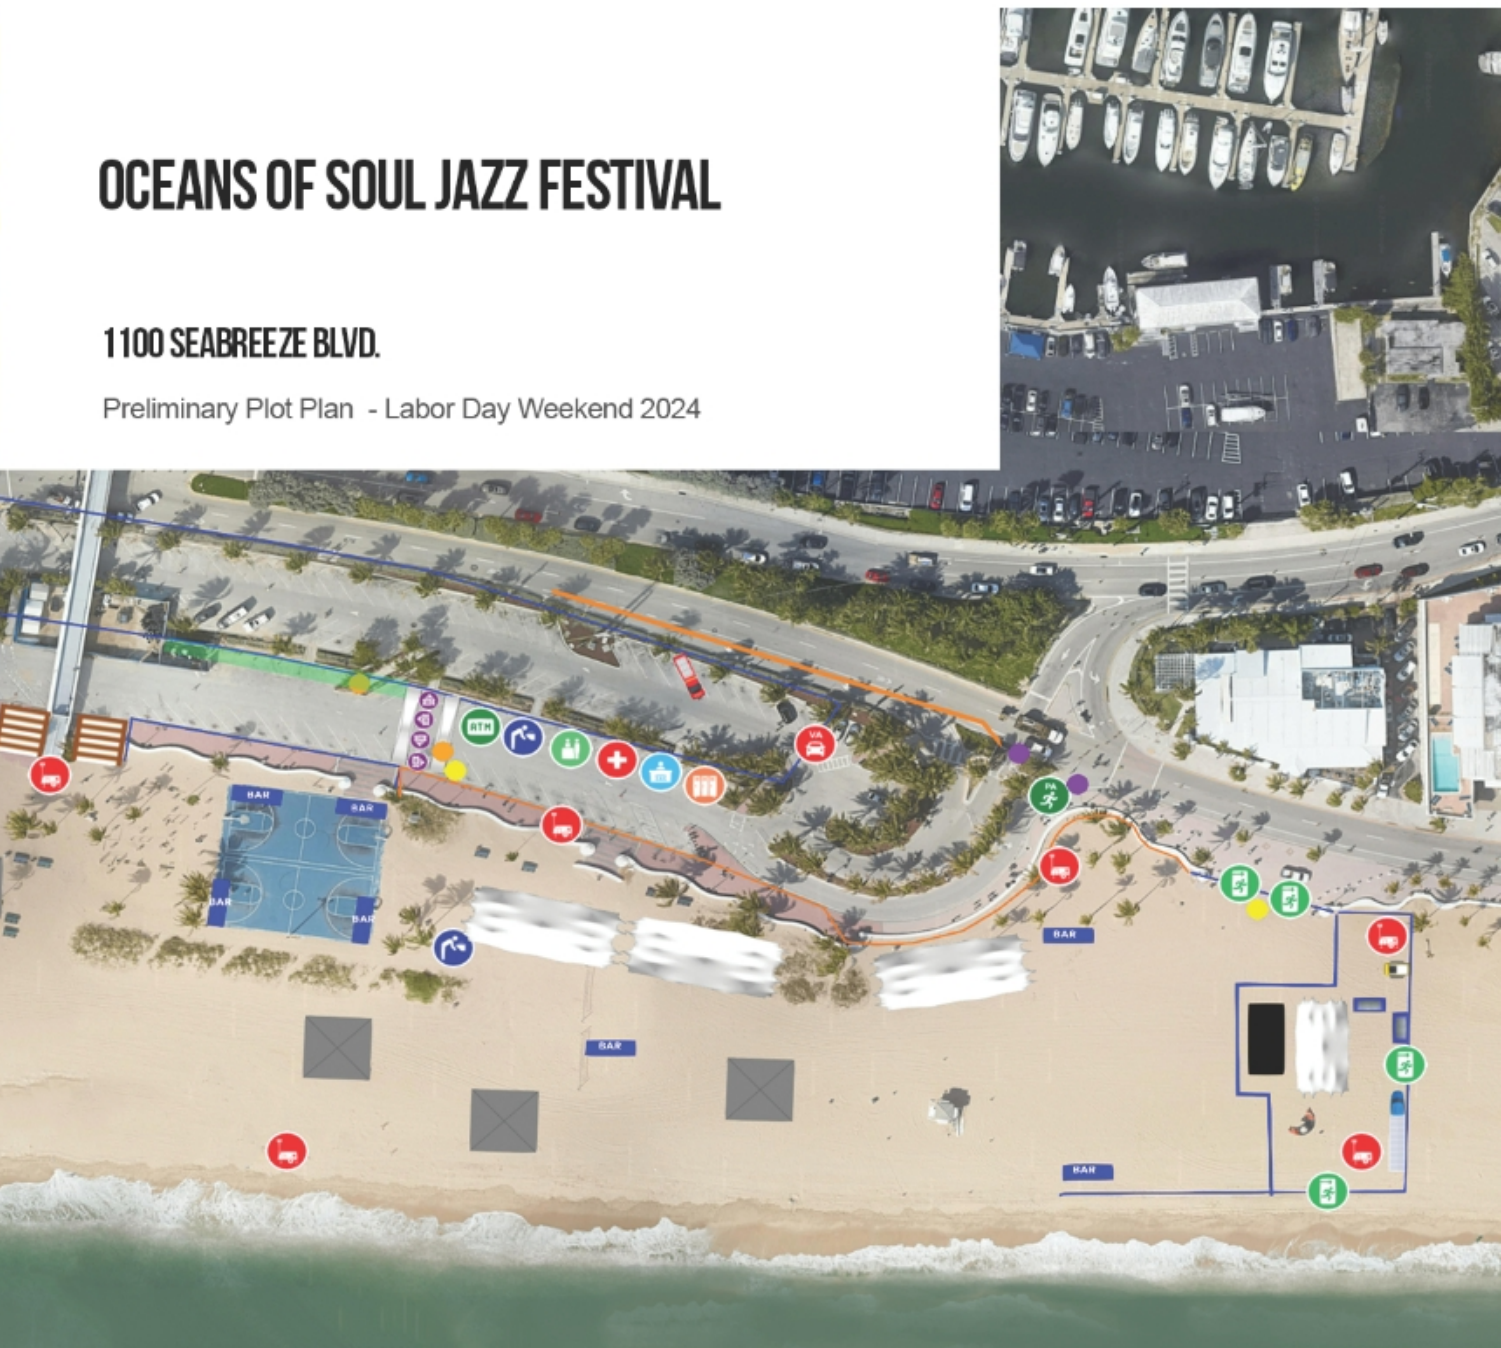 OCEANS OF SOUL JAZZ FESTIVAL
1100 SEABREEZE BLVD.
Preliminary Plot Plan - Labor Day Weekend 2024
ATM
VA
PA
BAR
BAR
BAR
BAR
BAR
BAR
BAR